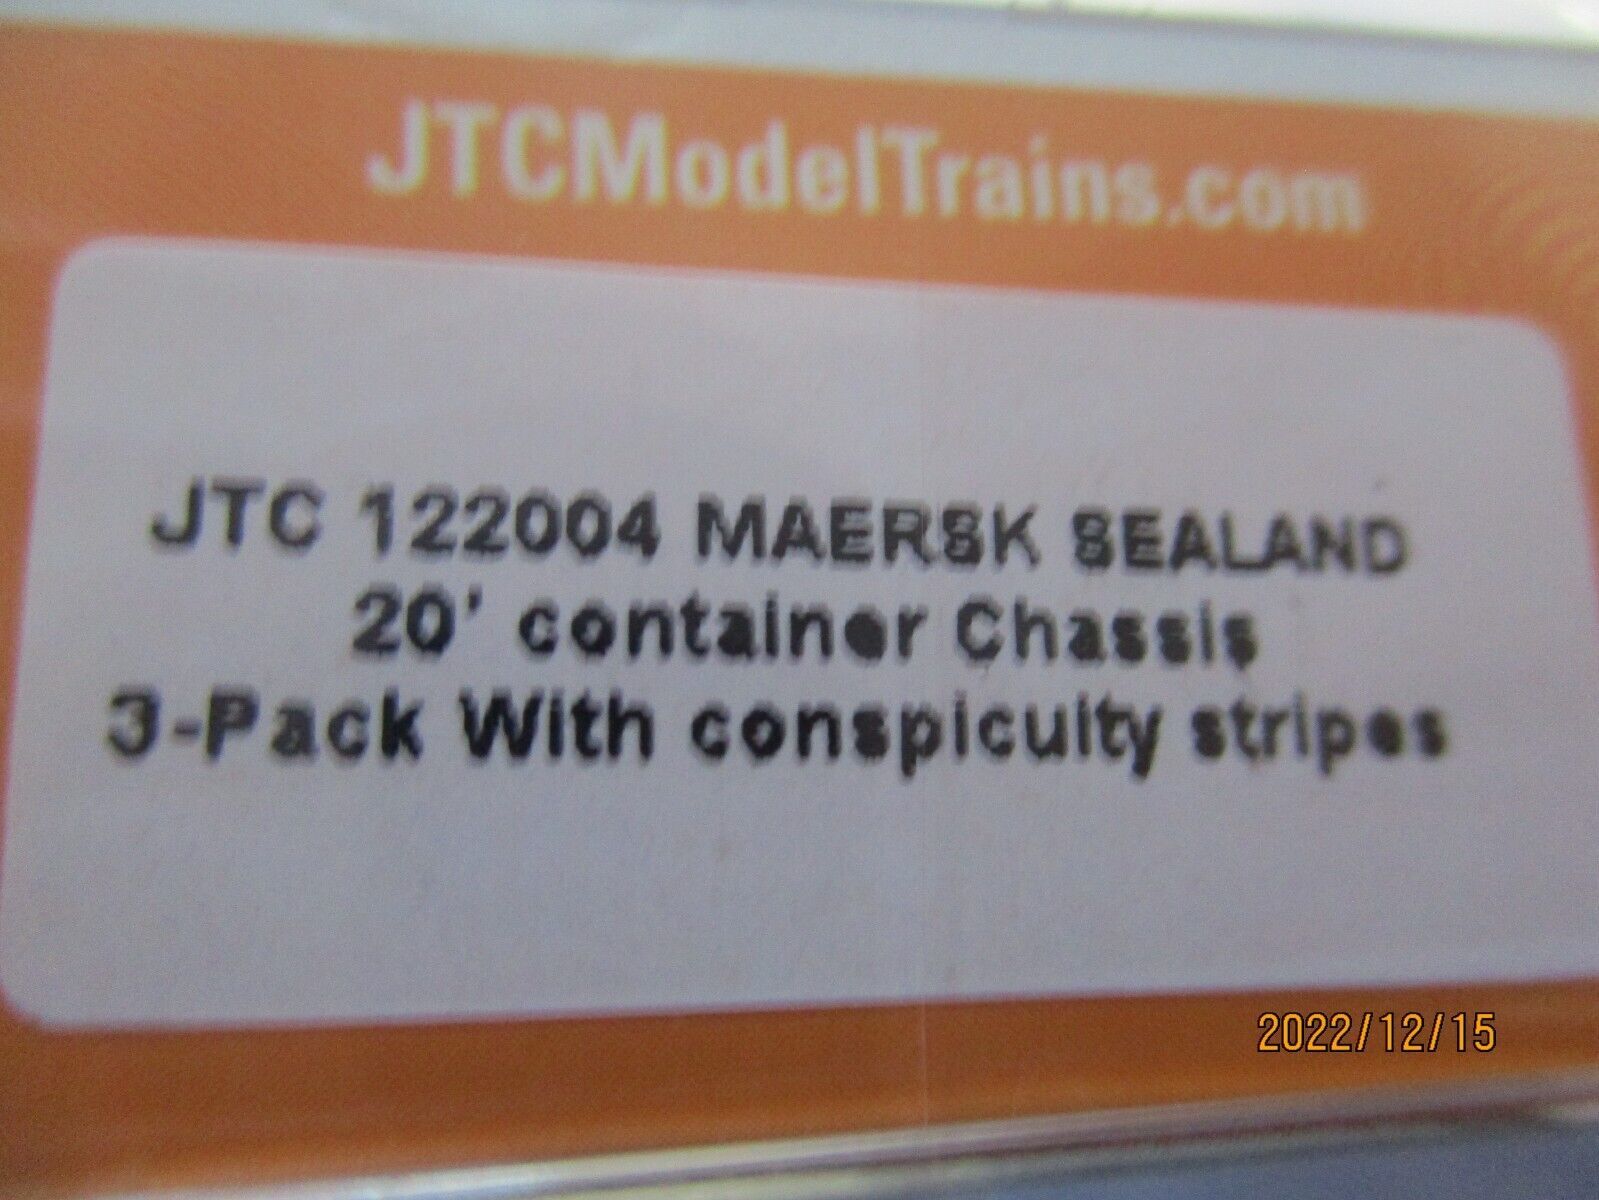 JTCModelTrains.com
JTC 122004 MAERSK SEALAND
20' container Chassis
3-Pack With conspicuity stripes
2022/12/15